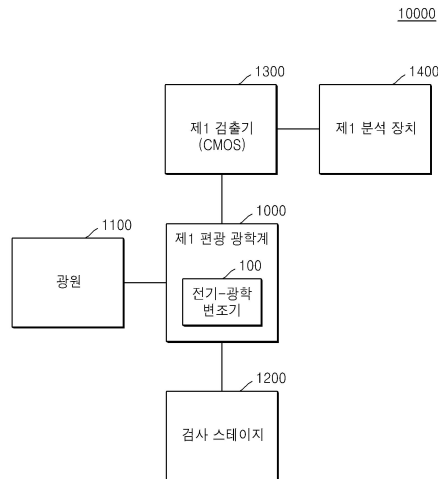 10000
1300
1400
제1 검출기
(CMOS)
제1 분석 장치
1100
1000
광원
제1 편광 광학계
100
전기-광학
변조기
1200
검사 스테이지